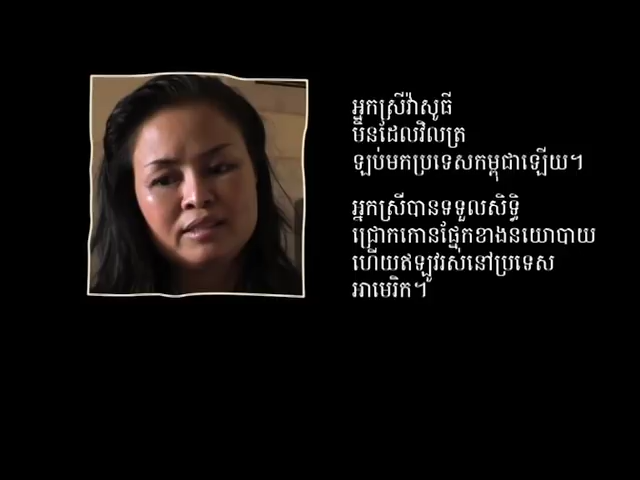 អ្នកស្រីវ៉ាសូធី
មិនដែលវិលត្រ
ឡប់មកប្រទេសកម្ពុជាឡើយ។
អ្នកស្រីបានទទួលសិទ្ធិ
ជ្រោកកោនផ្នែកខាងនយោបាយ
ហើយឥឡូវរស់នៅប្រទេស
អាមេរិក។